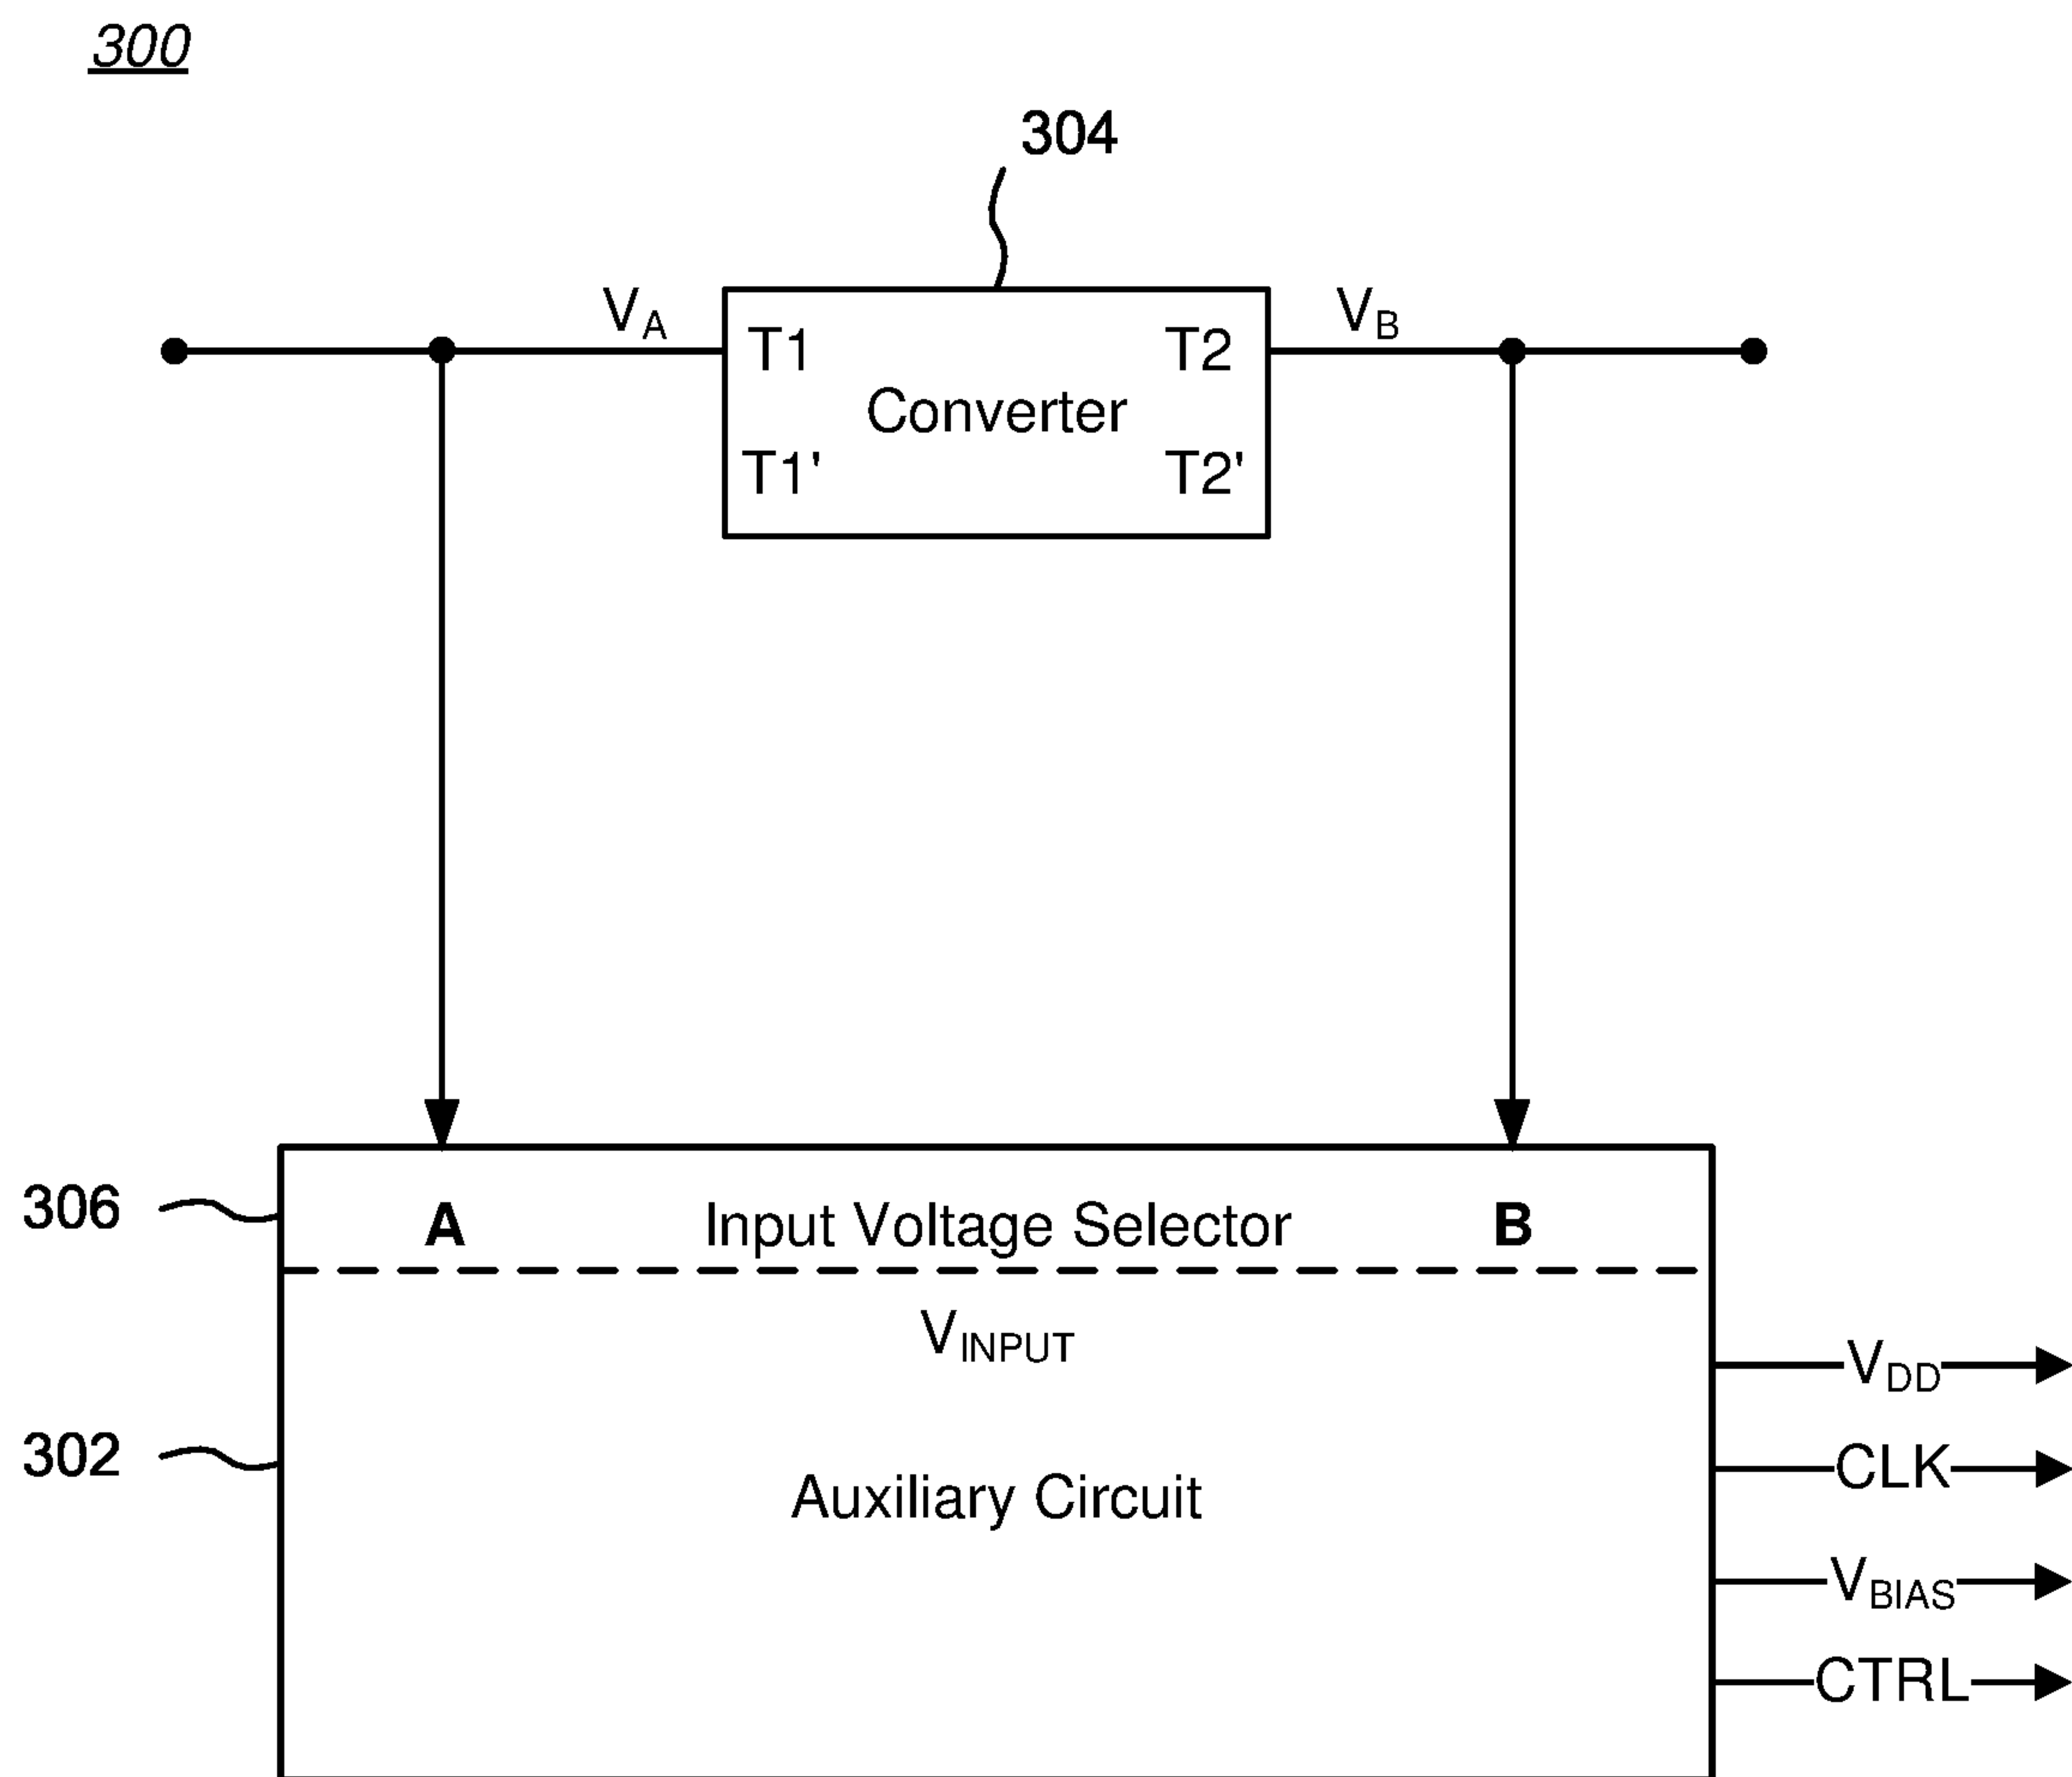 300
304
VA
VB
T1
T2
Converter
T1'
T2'
306
A
Input Voltage Selector
B
VINPUT
VDD
302
CLK
Auxiliary Circuit
VBIAS
CTRL